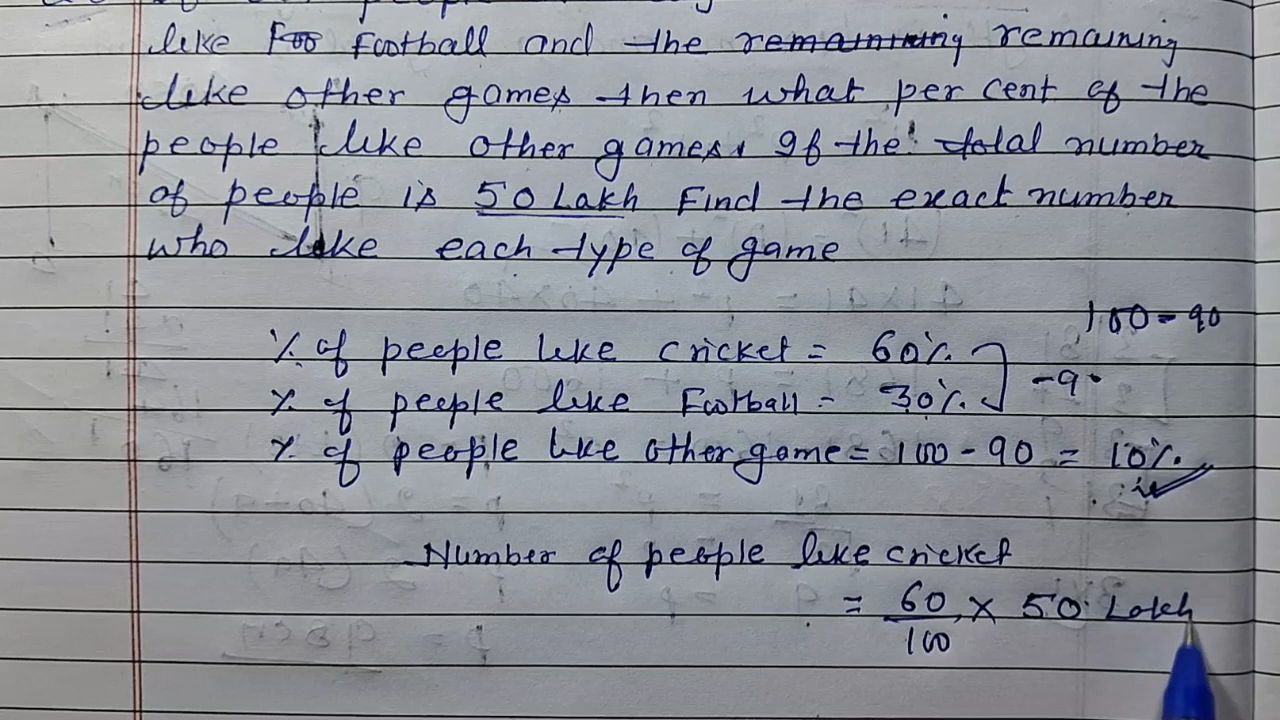 like Foo Football and the remaining remaining
like other games then what per cent of the
people like other games. If the total number
of people is 50 Lakh Find the exact number
who like each type of game
100 - 90
% of people like cricket = 60%
- 9
% of people like Football - 30%
% of people like other game = 100 - 90 = 10%
Number of people like cricket
= 60/100 × 50 Lakh